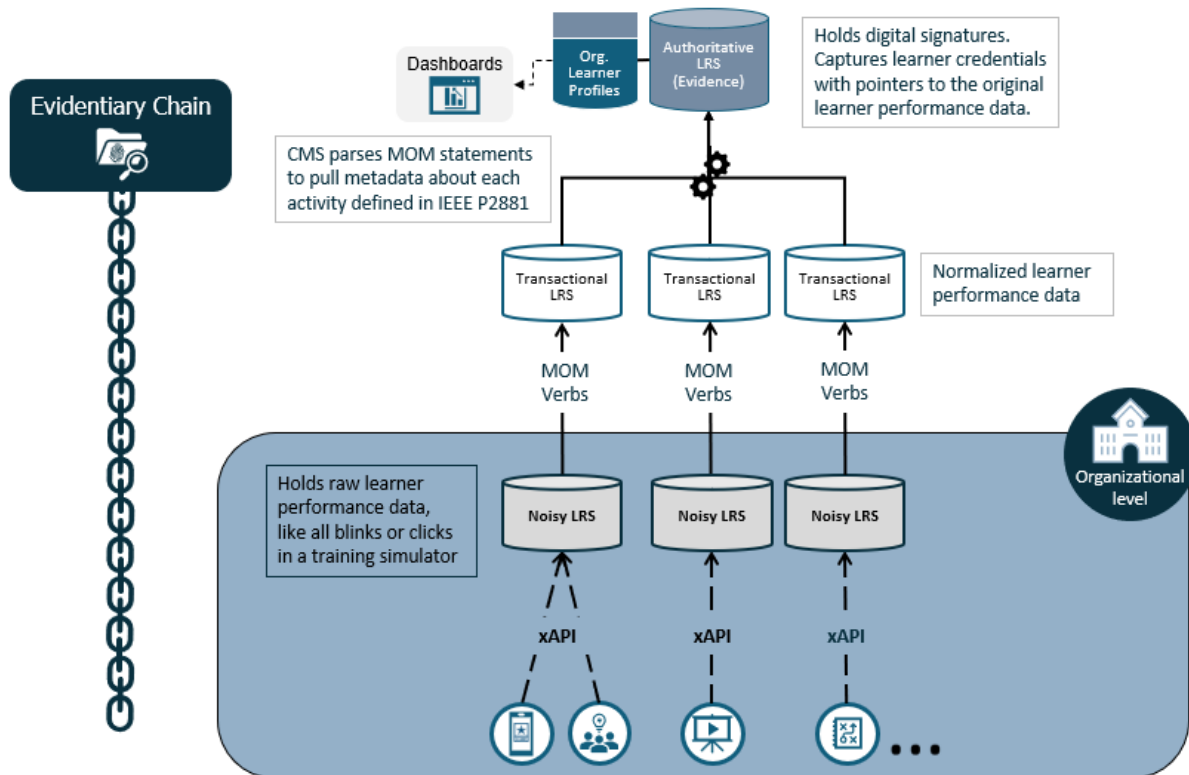 Evidentiary Chain
Dashboards
Org.
Learner
Profiles
Authoritative
LRS
(Evidence)
Holds digital signatures.
Captures learner credentials
with pointers to the original
learner performance data.
CMS parses MOM statements
to pull metadata about each
activity defined in IEEE P2881
Transactional
LRS
Transactional
LRS
Transactional
LRS
Normalized learner
performance data
MOM
Verbs
MOM
Verbs
MOM
Verbs
Organizational
level
Holds raw learner
performance data,
like all blinks or clicks
in a training simulator
Noisy LRS
Noisy LRS
Noisy LRS
xAPI
xAPI
xAPI